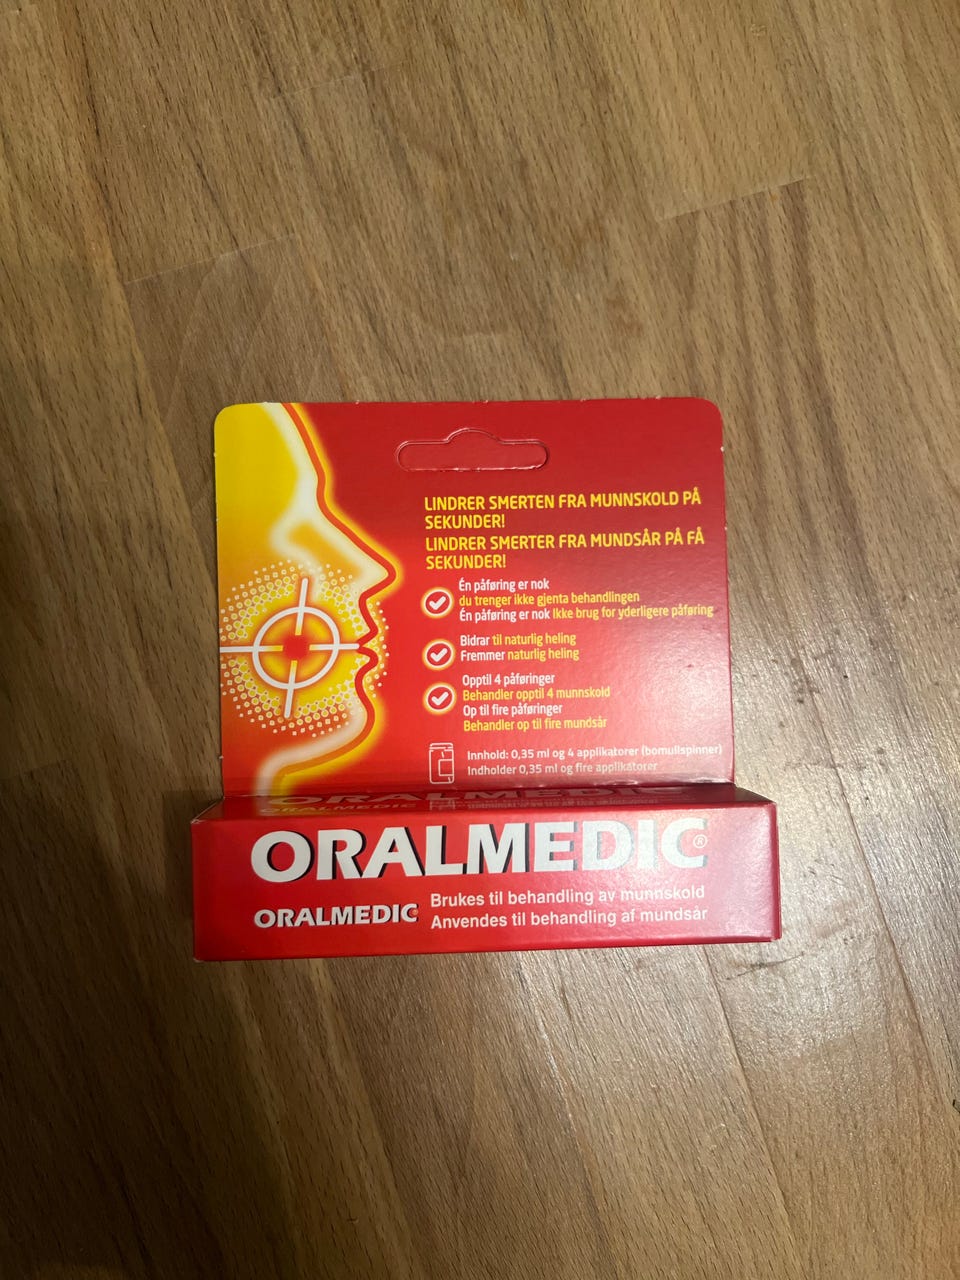 LINDRER SMERTEN FRA MUNNSKOLD PÅ
SEKUNDER!
LINDRER SMERTER FRA MUNDSÅR PÅ FÅ
SEKUNDER!
Én påføring er nok
du trenger ikke gjenta behandlingen
Én påføring er nok Ikke brug for yderligere påføring
Bidrar til naturlig heling
Fremmer naturlig heling
Opptil 4 påføringer
Behandler opptil 4 munnskold
Op til fire påføringer
Behandler op til fire mundsår
Innhold: 0,35 ml og 4 applikatorer (bomullspinner)
Indholder 0,35 ml og fire applikatorer
ORALMEDIC®
Brukes til behandling av munnskold
ORALMEDIC® Anvendes til behandling af mundsår